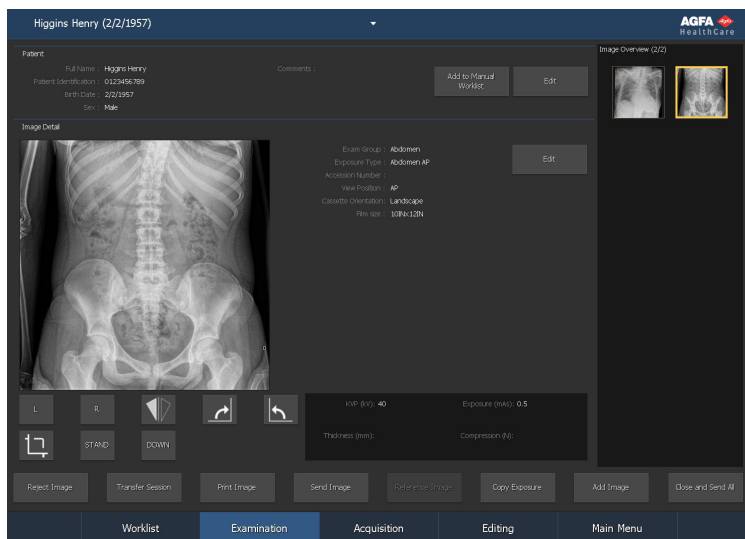 Higgins Henry (2/2/1957)
AGFA agfa
HealthCare
Patient
Full Name : Higgins Henry
Patient Identification : 0123456789
Birth Date : 2/2/1957
Sex : Male
Comments :
Add to Manual
Worklist
Edit
Image Overview (2/2)
Image Detail
Exam Group : Abdomen
Exposure Type : Abdomen AP
Accession Number :
View Position : AP
Cassette Orientation: Landscape
Film size : 10INx12IN
Edit
L
R
STAND
DOWN
KVP (kV): 40
Exposure (mAs): 0.5
Thickness (mm):
Compression (N):
Reject Image
Transfer Session
Print Image
Send Image
Reference Image
Copy Exposure
Add Image
Close and Send All
Worklist
Examination
Acquisition
Editing
Main Menu